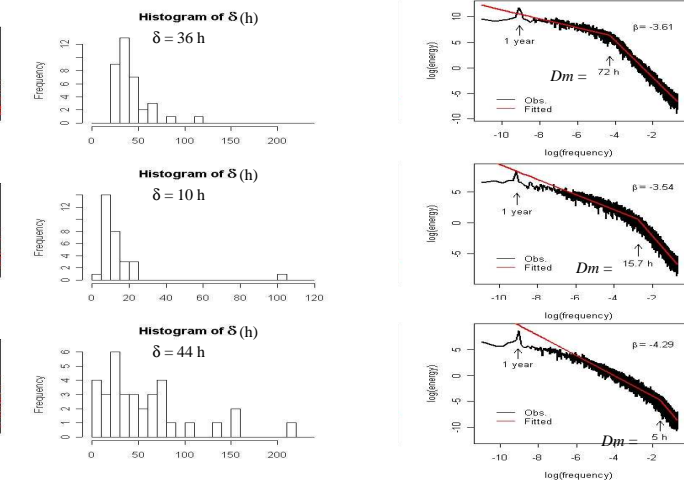 Histogram of δ (h)
δ = 36 h
Frequency
0 2 4 6 8 12
0 50 100 150 200
log(energy)
-10 -5 0 5 10
β = -3.61
1 year
Dm = 72 h
Obs.
Fitted
-10 -8 -6 -4 -2
log(frequency)
Histogram of δ (h)
δ = 10 h
Frequency
0 2 4 6 8 12
0 20 40 60 80 100 120
log(energy)
-5 0 5
β = -3.54
1 year
Dm = 15.7 h
Obs.
Fitted
-10 -8 -6 -4 -2 0
log(frequency)
Histogram of δ (h)
δ = 44 h
Frequency
0 1 2 3 4 5 6
0 50 100 150 200
log(energy)
-10 -5 0 5
β = -4.29
1 year
Obs.
Fitted
Dm = 5 h
-10 -8 -6 -4 -2
log(frequency)